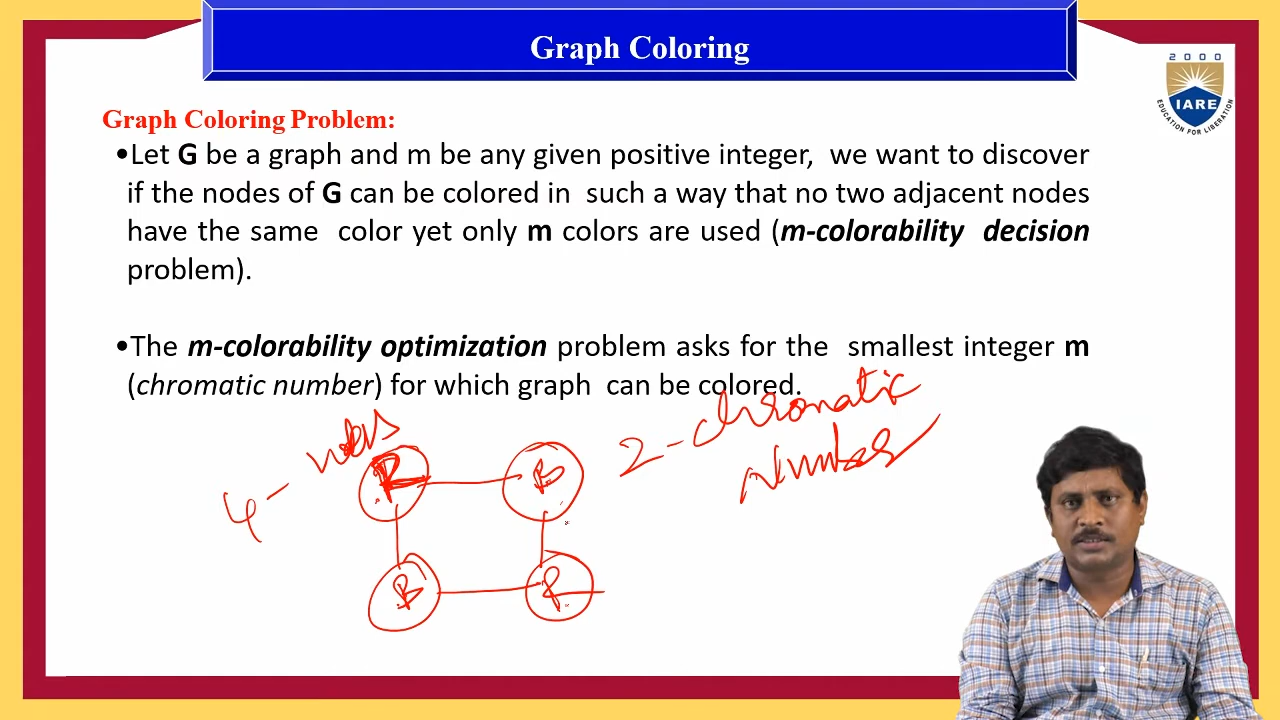 Graph Coloring
2000
IARE
EDUCATION FOR LIBERATION
Graph Coloring Problem:
•Let G be a graph and m be any given positive integer, we want to discover
if the nodes of G can be colored in such a way that no two adjacent nodes
have the same color yet only m colors are used (m-colorability decision
problem).
•The m-colorability optimization problem asks for the smallest integer m
(chromatic number) for which graph can be colored.
4 -
2 - chromatic
Number
R
B
B
R